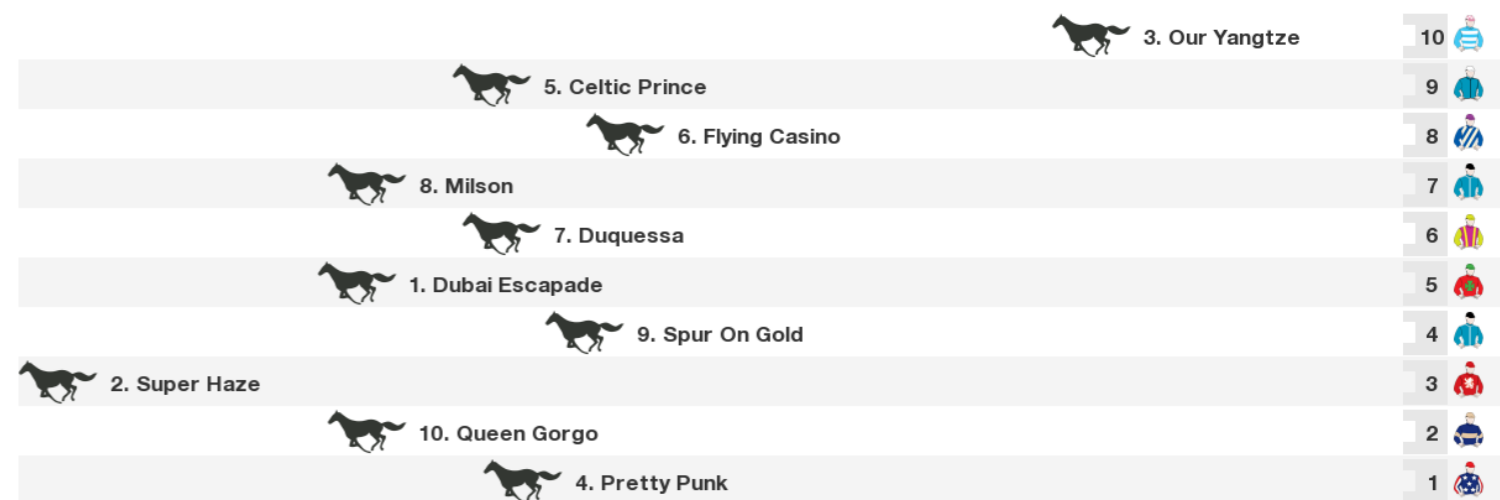 3. Our Yangtze 10
5. Celtic Prince 9
6. Flying Casino 8
8. Milson 7
7. Duquessa 6
1. Dubai Escapade 5
9. Spur On Gold 4
2. Super Haze 3
10. Queen Gorgo 2
4. Pretty Punk 1